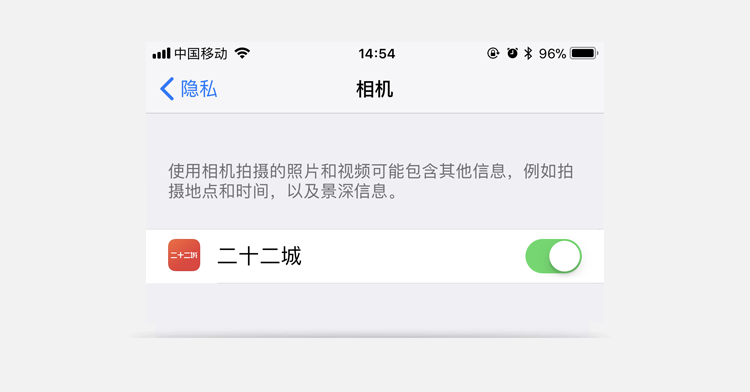 中国移动 14:54 96%
隐私 相机
使用相机拍摄的照片和视频可能包含其他信息，例如拍
摄地点和时间，以及景深信息。
二十二城 二十二城